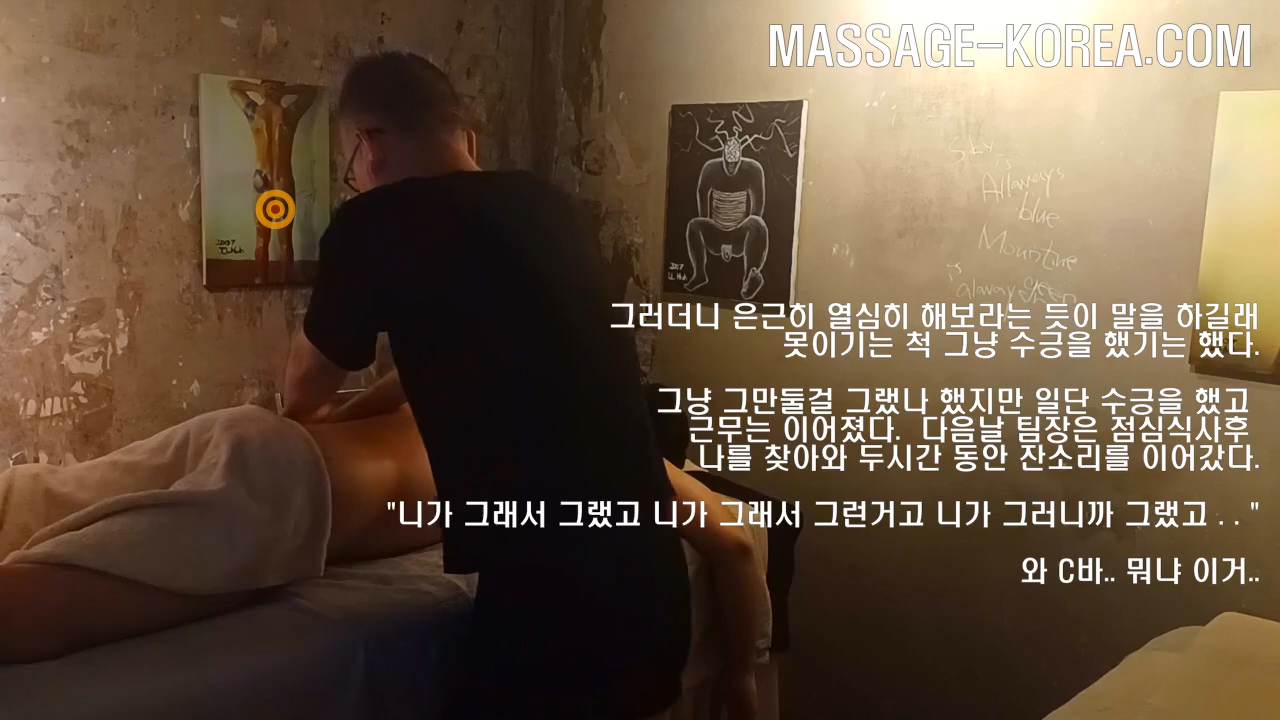 MASSAGE-KOREA.COM
Sky
is
Allways
blue
Mountine
is
alaway green
2007
그러더니 은근히 열심히 해보라는 듯이 말을 하길래
못이기는 척 그냥 수긍을 했기는 했다.
그냥 그만둘걸 그랬나 했지만 일단 수긍을 했고
근무는 이어졌다. 다음날 팀장은 점심식사후
나를 찾아와 두시간 동안 잔소리를 이어갔다.
"니가 그래서 그랬고 니가 그래서 그런거고 니가 그러니까 그랬고 . . "
와 C바.. 뭐냐 이거..